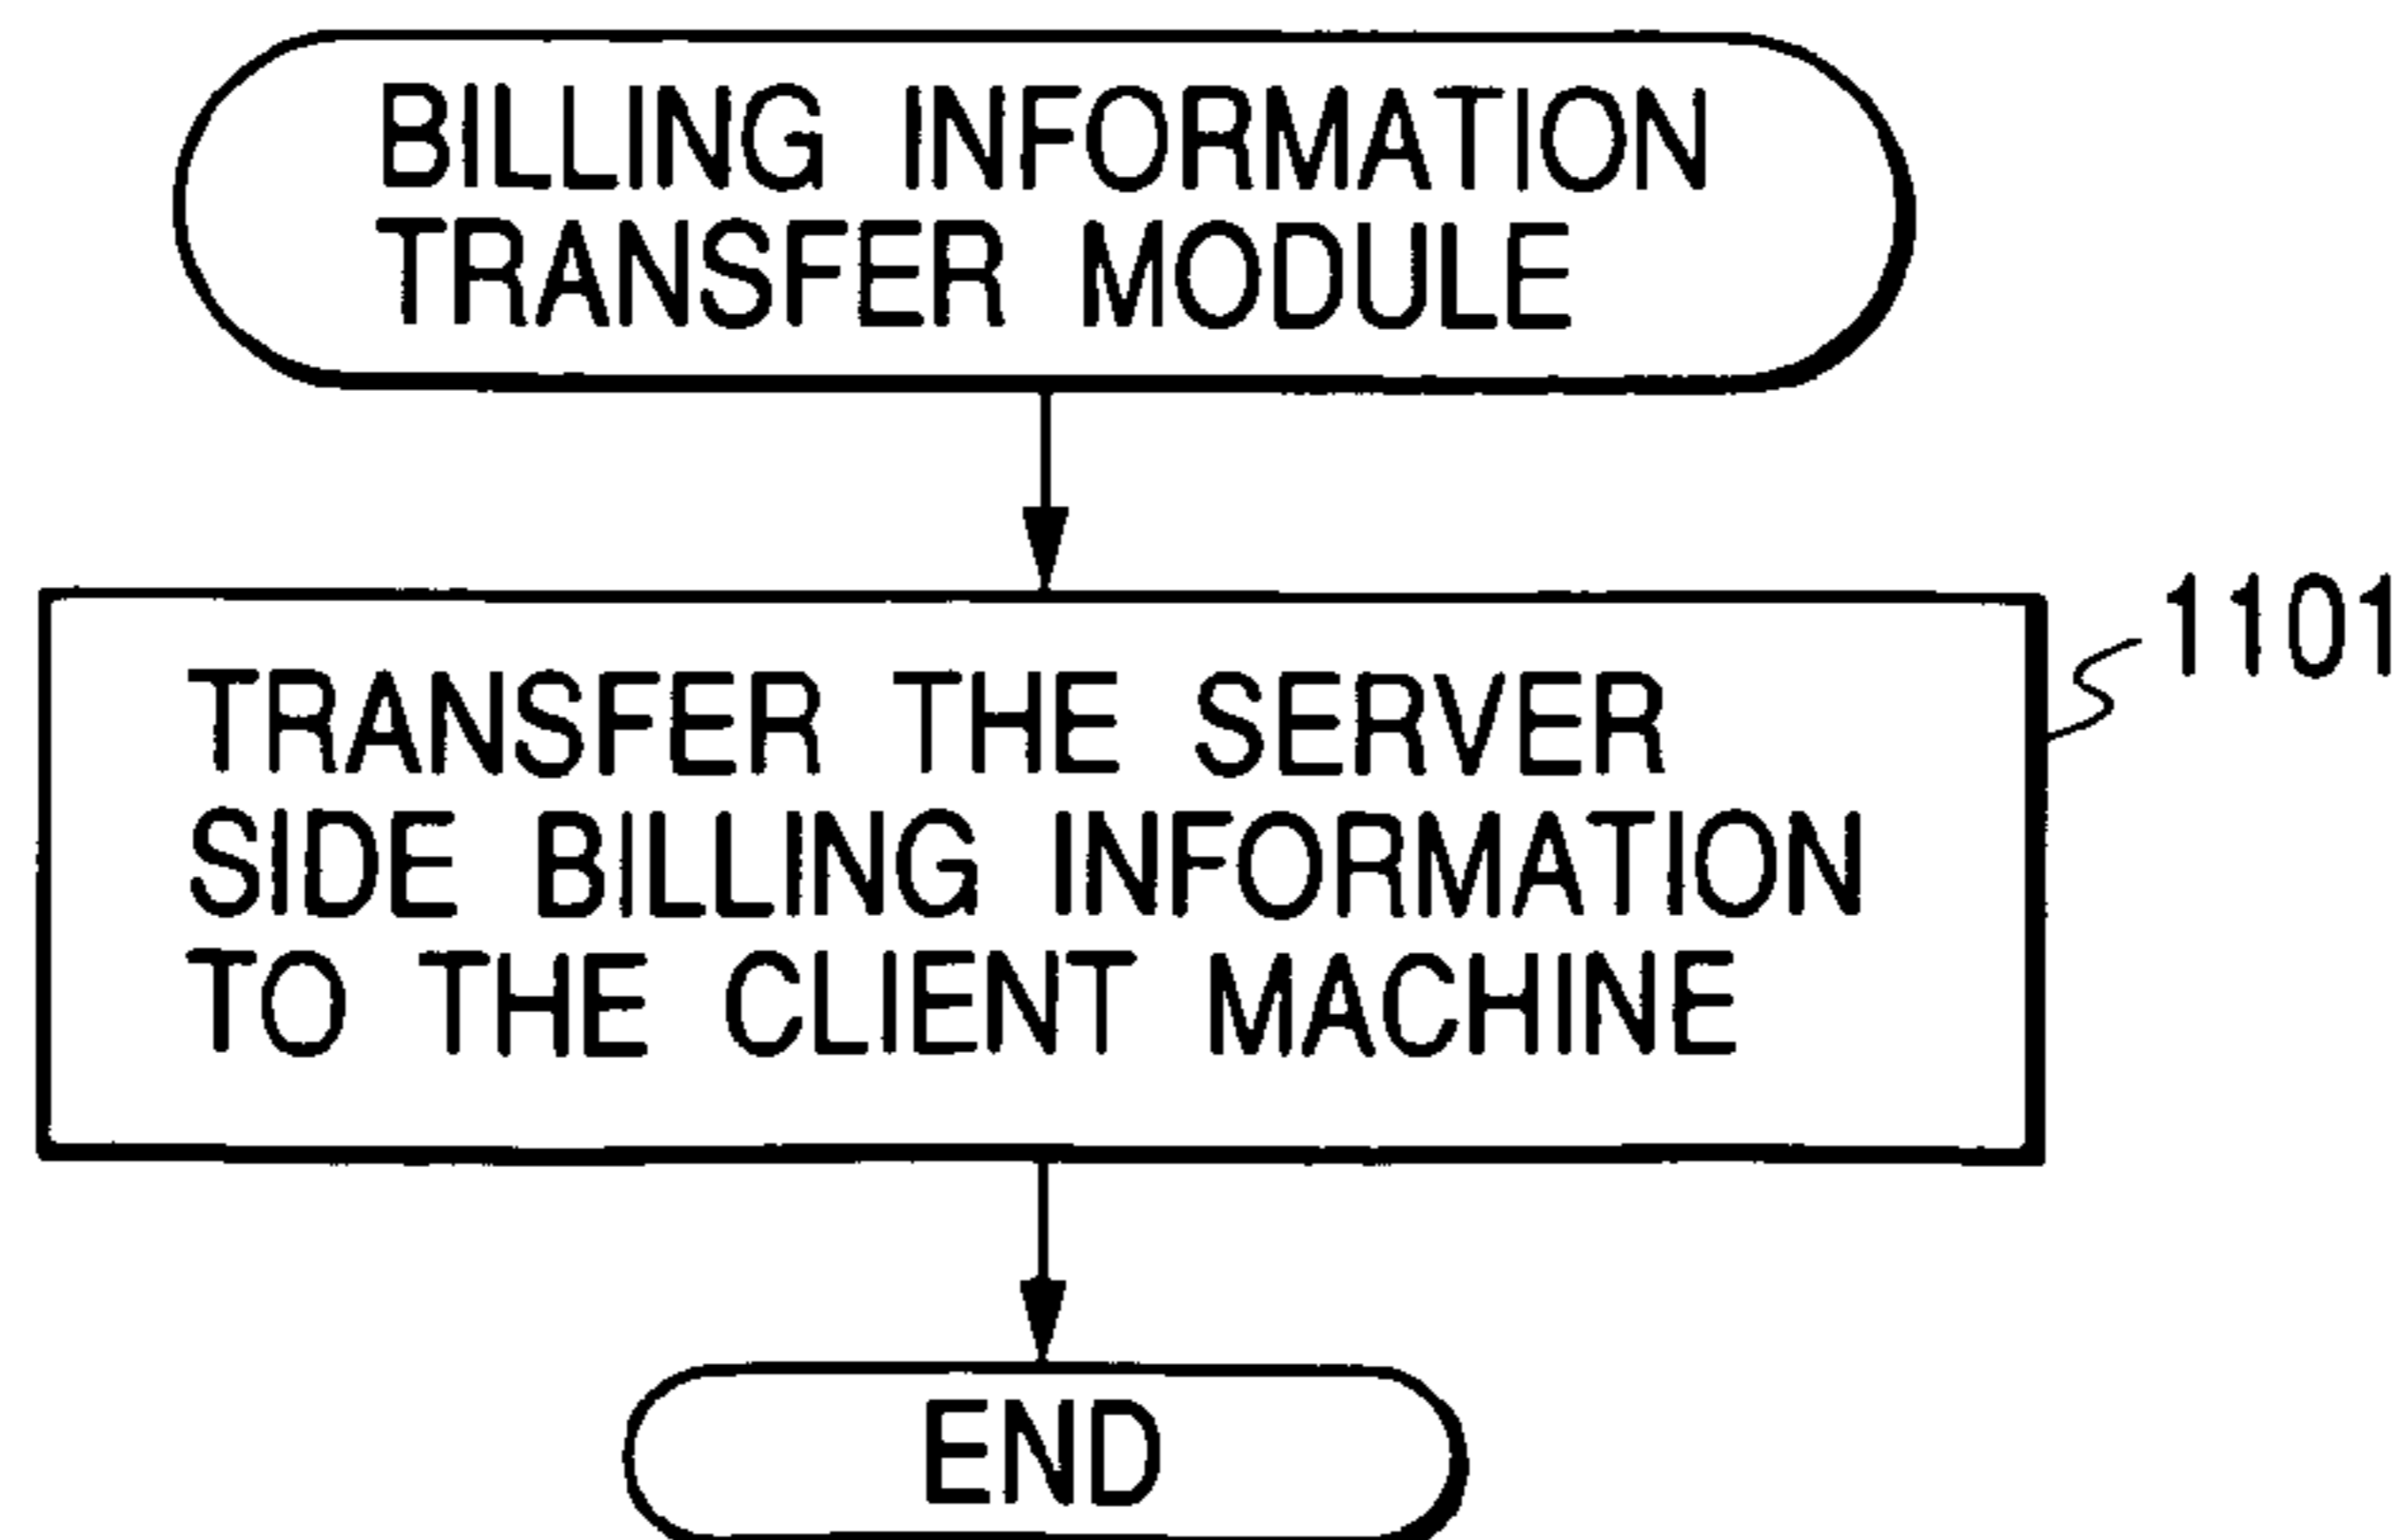 BILLING INFORMATION
TRANSFER MODULE
1101
TRANSFER THE SERVER
SIDE BILLING INFORMATION
TO THE CLIENT MACHINE
END